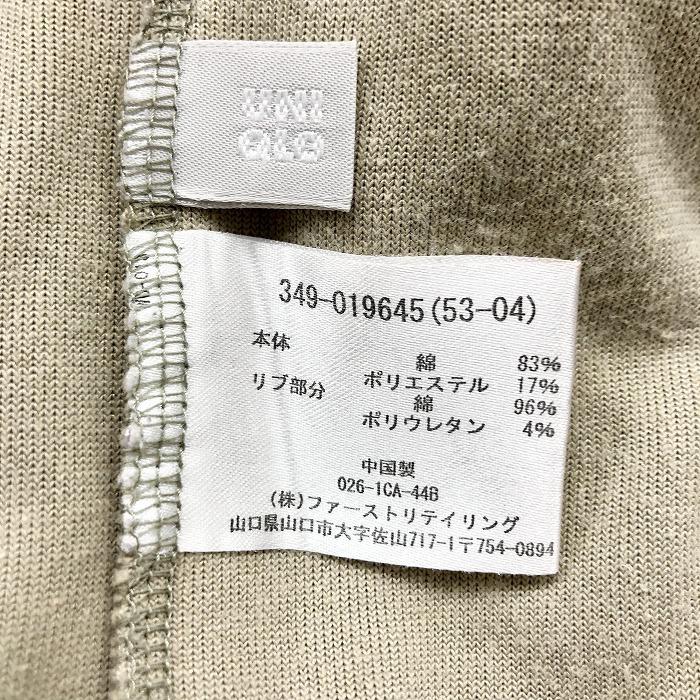 UNI
QLO
349-019645(53-04)
本体 綿 83%
ポリエステル 17%
リブ部分 綿 96%
ポリウレタン 4%
中国製
026-1CA-44B
(株)ファーストリテイリング
山口県山口市大字佐山717-1〒754-0894